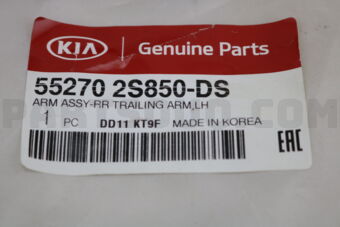 KIA Genuine Parts
55270 2S850-DS
ARM ASSY-RR TRAILING ARM,LH
1 PC DD11 KT9F MADE IN KOREA
EAC